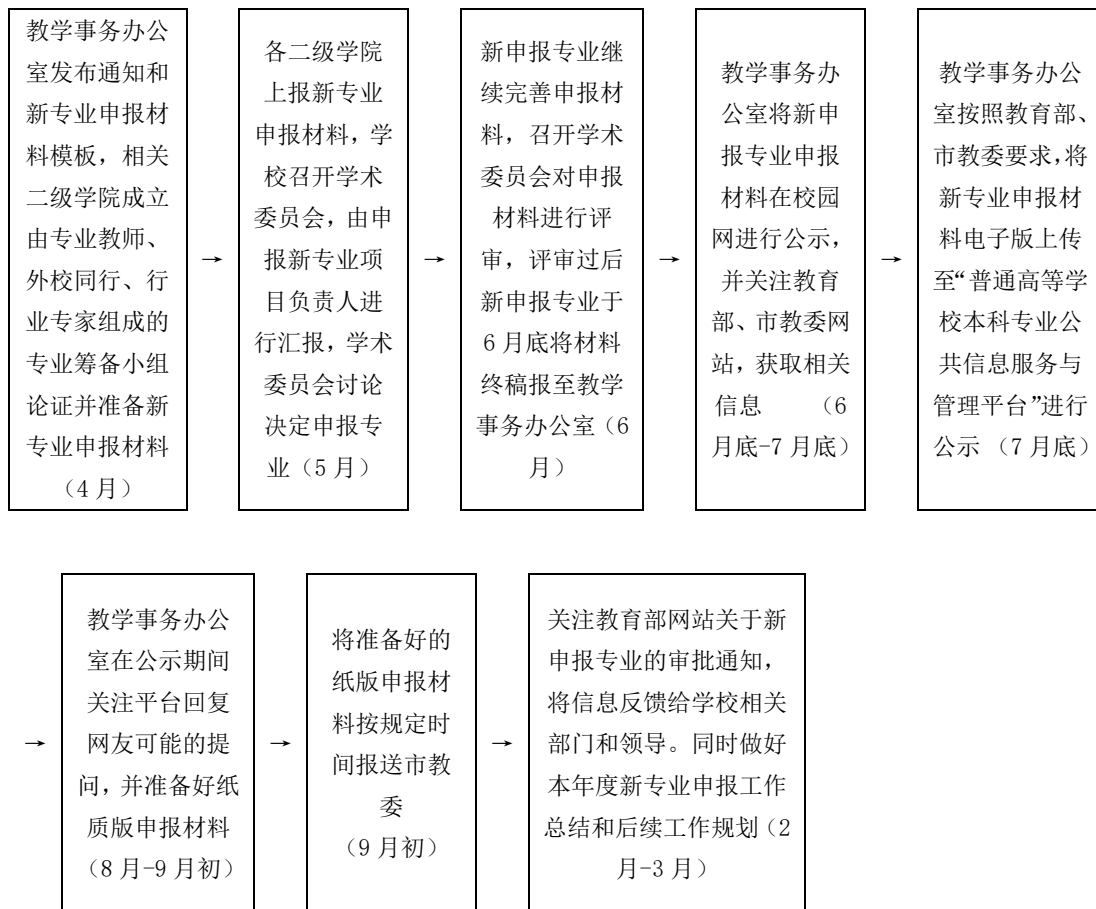 教学事务办公
室发布通知和
新专业申报材
料模板，相关
二级学院成立
由专业教师、
外校同行、行
业专家组成的
专业筹备小组
论证并准备新
专业申报材料
（4 月）
→
各二级学院
上报新专业
申报材料，学
校召开学术
委员会，由申
报新专业项
目负责人进
行汇报，学术
委员会讨论
决定申报专
业（5 月）
→
新申报专业继
续完善申报材
料，召开学术
委员会对申报
材料进行评
审，评审过后
新申报专业于
6 月底将材料
终稿报至教学
事务办公室（6
月）
→
教学事务办
公室将新申
报专业申报
材料在校园
网进行公示，
并关注教育
部、市教委网
站，获取相关
信息 （6
月底-7 月底）
→
教学事务办公
室按照教育部、
市教委要求，将
新专业申报材
料电子版上传
至“普通高等学
校本科专业公
共信息服务与
管理平台”进行
公示 （7 月底）
→
教学事务办公
室在公示期间
关注平台回复
网友可能的提
问，并准备好纸
质版申报材料
（8 月-9 月初）
→
将准备好的
纸版申报材
料按规定时
间报送市教
委
（9 月初）
→
关注教育部网站关于新
申报专业的审批通知，
将信息反馈给学校相关
部门和领导。同时做好
本年度新专业申报工作
总结和后续工作规划（2
月-3 月）